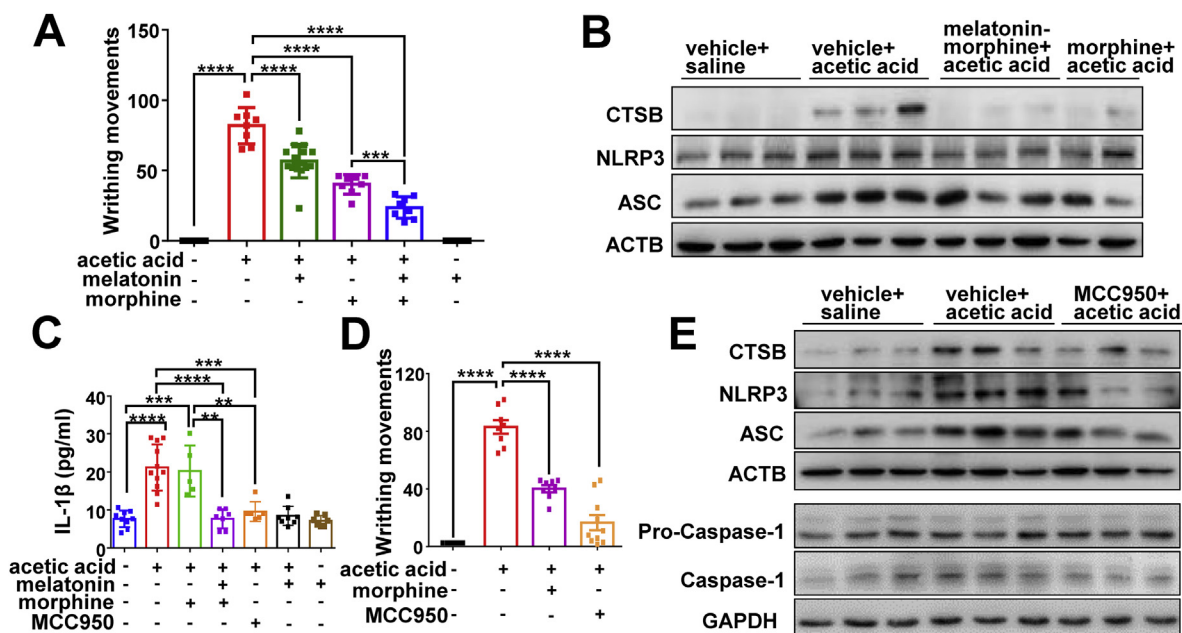 A
Writhing movements
150
100
50
0
**** **** **** **** ***
acetic acid - + + + + -
melatonin - - + - + +
morphine - - - + + -
B
vehicle+ saline
vehicle+ acetic acid
melatonin- morphine+ acetic acid
morphine+ acetic acid
CTSB
NLRP3
ASC
ACTB
C
IL-1β (pg/ml)
40
30
20
10
0
***
****
**** *** ** **
acetic acid - + + + + + -
melatonin - - - + - + +
morphine - - + + - - -
MCC950 - - - - + - -
D
Writhing movements
120
80
40
0
**** **** ****
acetic acid - + + +
morphine - - + -
MCC950 - - - +
E
vehicle+ saline
vehicle+ acetic acid
MCC950+ acetic acid
CTSB
NLRP3
ASC
ACTB
Pro-Caspase-1
Caspase-1
GAPDH